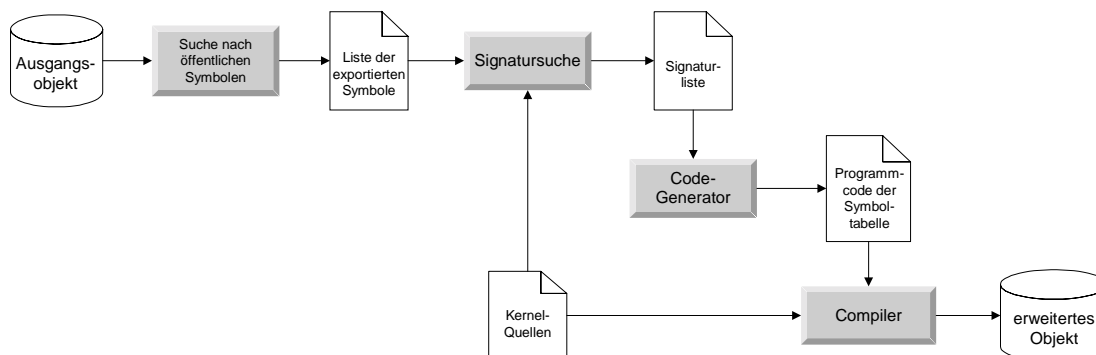 Ausgangs-
objekt
Suche nach
öffentlichen
Symbolen
Liste der
exportierten
Symbole
Signatursuche
Signatur-
liste
Code-
Generator
Programm-
code der
Symbol-
tabelle
Kernel-
Quellen
Compiler
erweitertes
Objekt